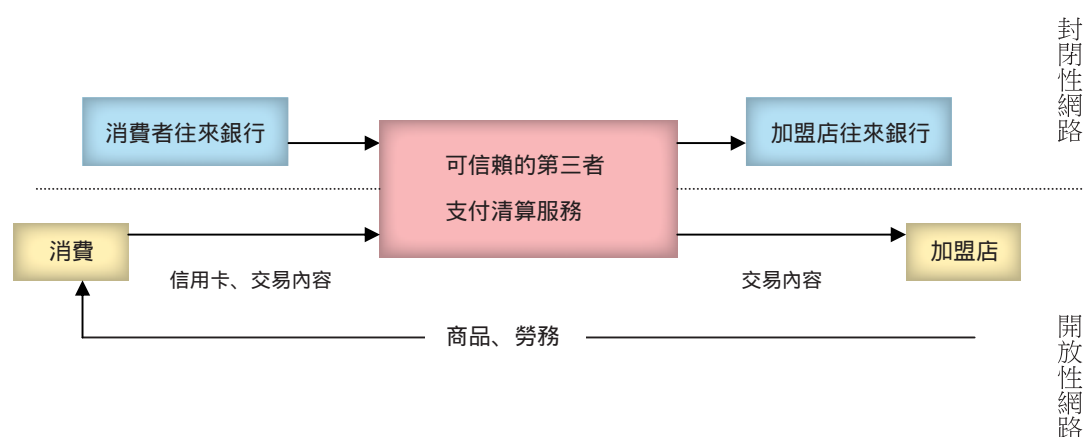 封閉性網路
消費者往來銀行
加盟店往來銀行
可信賴的第三者
支付清算服務
消費
加盟店
信用卡、交易內容
交易內容
商品、勞務
開放性網路